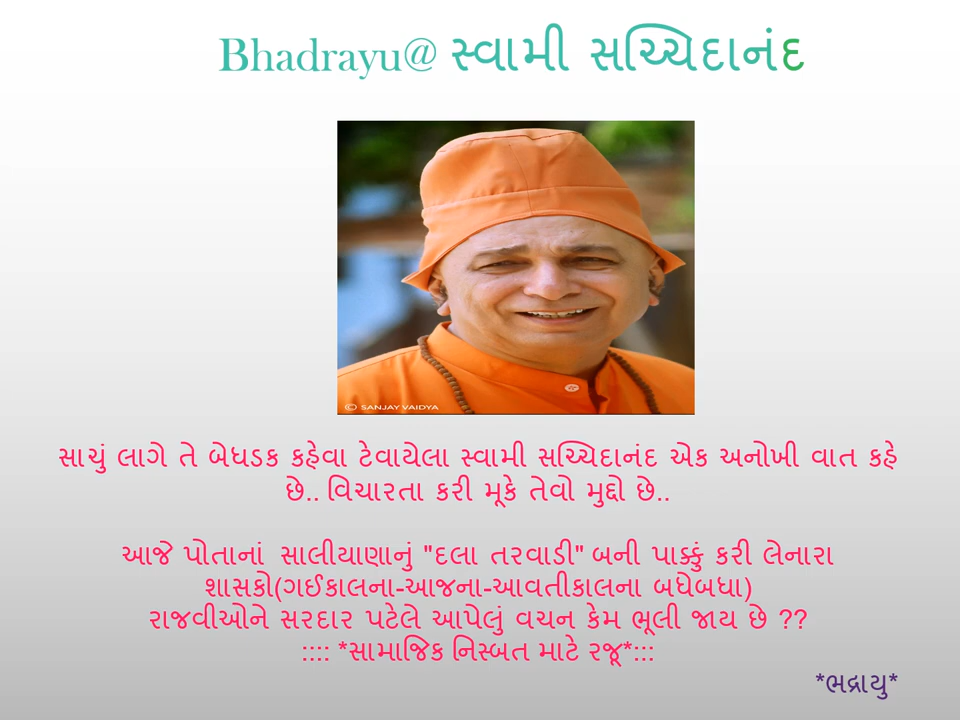 Bhadrayu@ સ્વામી સચ્ચિદાનંદ
© SANJAY VAIDYA
સાચું લાગે તે બેધડક કહેવા ટેવાયેલા સ્વામી સચ્ચિદાનંદ એક અનોખી વાત કહે
છે.. વિચારતા કરી મૂકે તેવો મુદ્દો છે..
આજે પોતાનાં સાલીયાણાનું "દલા તરવાડી" બની પાક્કું કરી લેનારા
શાસકો(ગઈકાલના-આજના-આવતીકાલના બધેબધા)
રાજવીઓને સરદાર પટેલે આપેલું વચન કેમ ભૂલી જાય છે ??
:::: *સામાજિક નિસ્બત માટે રજૂ*:::
*ભદ્રાયુ*